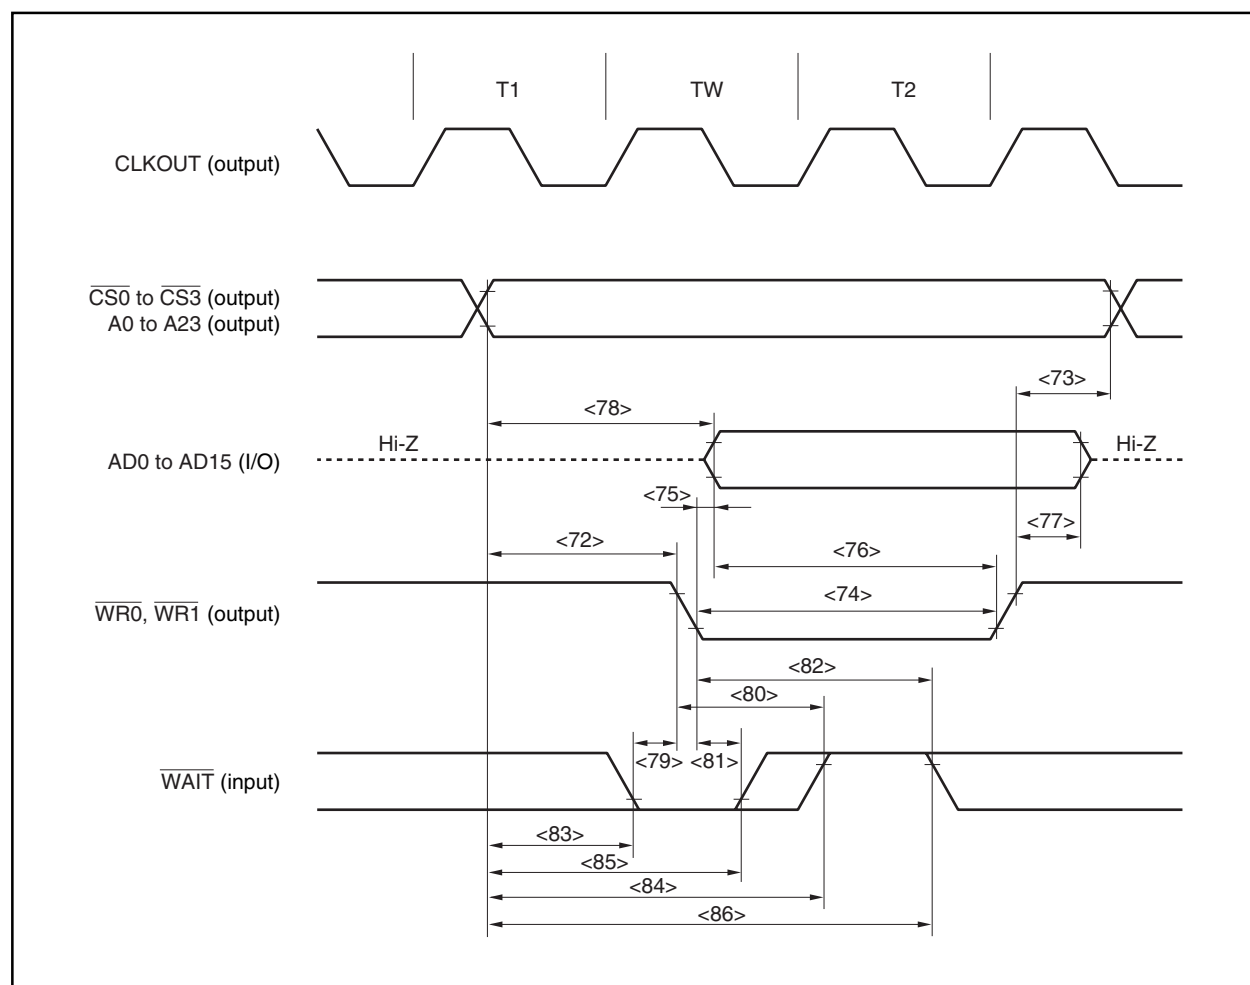 T1 TW T2
CLKOUT (output)
CS0 to CS3 (output)
A0 to A23 (output)
<73>
<78>
Hi-Z Hi-Z
AD0 to AD15 (I/O)
<75>
<77>
<72>
<76>
<74>
WR0, WR1 (output)
<82>
<80>
<79> <81>
WAIT (input)
<83>
<85>
<84>
<86>